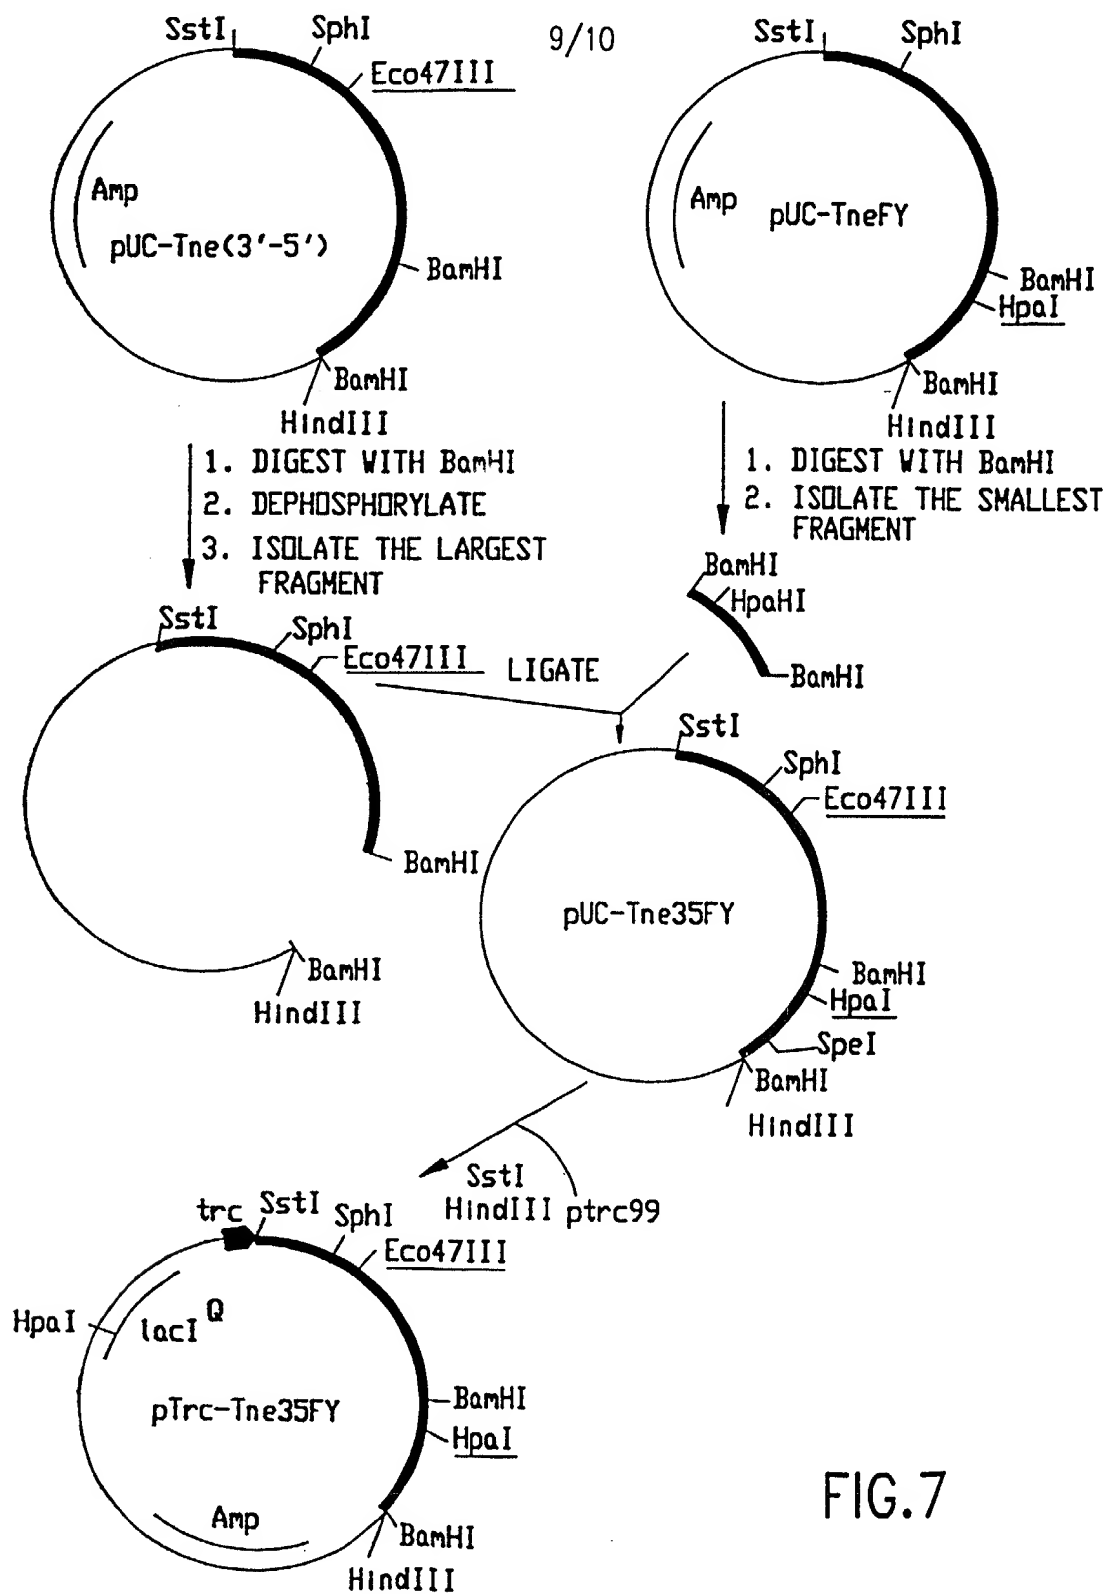 9/10
SstI
SphI
Eco47III
Amp
pUC-Tne(3'-5')
BamHI
BamHI
HindIII
SstI
SphI
Amp
pUC-TneFY
BamHI
HpaI
BamHI
HindIII
1. DIGEST WITH BamHI
2. DEPHOSPHORYLATE
3. ISOLATE THE LARGEST
FRAGMENT
1. DIGEST WITH BamHI
2. ISOLATE THE SMALLEST
FRAGMENT
SstI
SphI
Eco47III
BamHI
BamHI
HindIII
LIGATE
BamHI
HpaHI
BamHI
SstI
SphI
Eco47III
pUC-Tne35FY
BamHI
HpaI
SpeI
BamHI
HindIII
SstI
HindIII
ptrc99
trc
SstI
SphI
Eco47III
HpaI
lacI Q
pTrc-Tne35FY
BamHI
HpaI
Amp
BamHI
HindIII
FIG.7